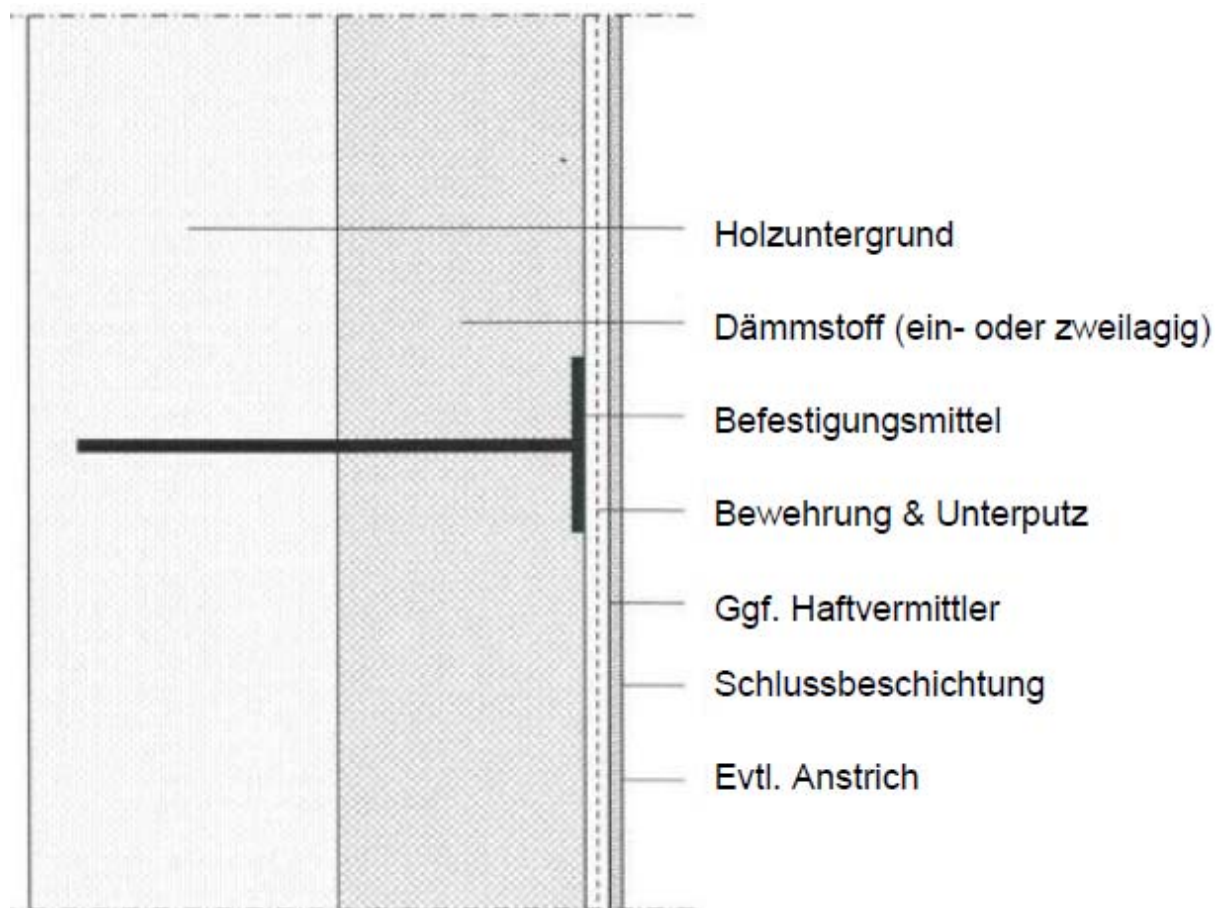 Holzuntergrund
Dämmstoff (ein- oder zweilagig)
Befestigungsmittel
Bewehrung & Unterputz
Ggf. Haftvermittler
Schlussbeschichtung
Evtl. Anstrich